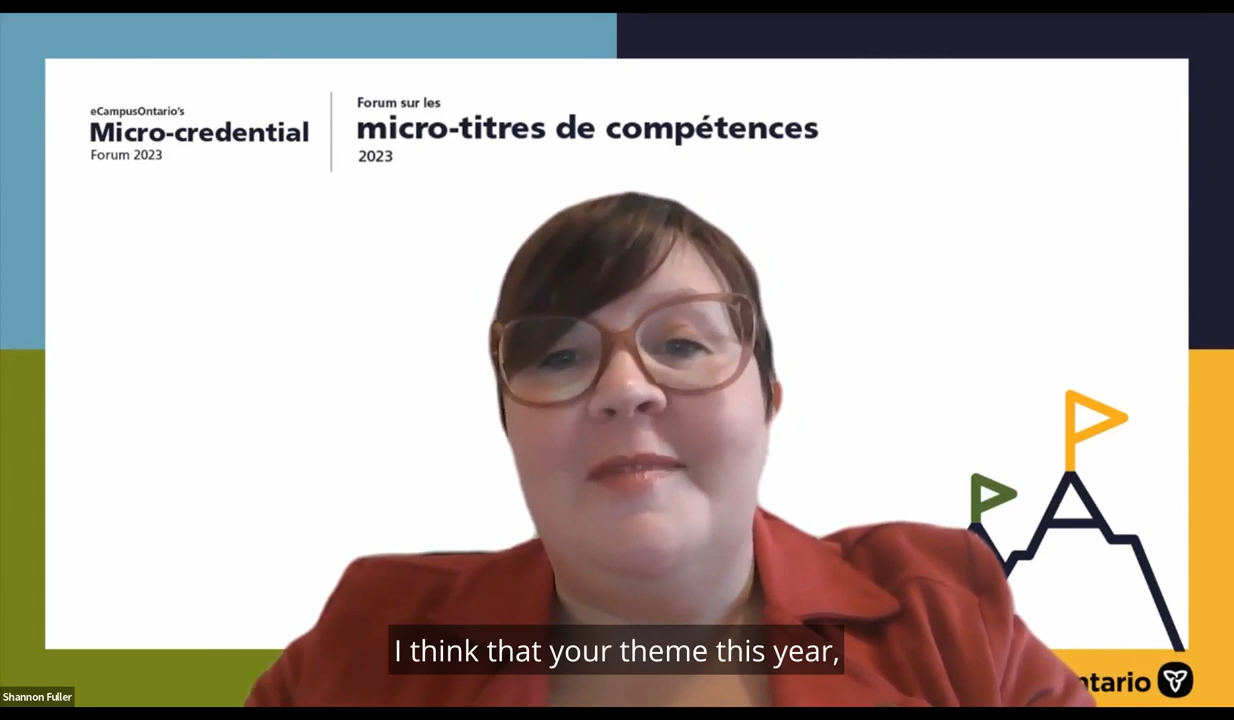 eCampusOntario's
Micro-credential
Forum 2023
Forum sur les
micro-titres de compétences
2023
I think that your theme this year,
Shannon Fuller
ntario